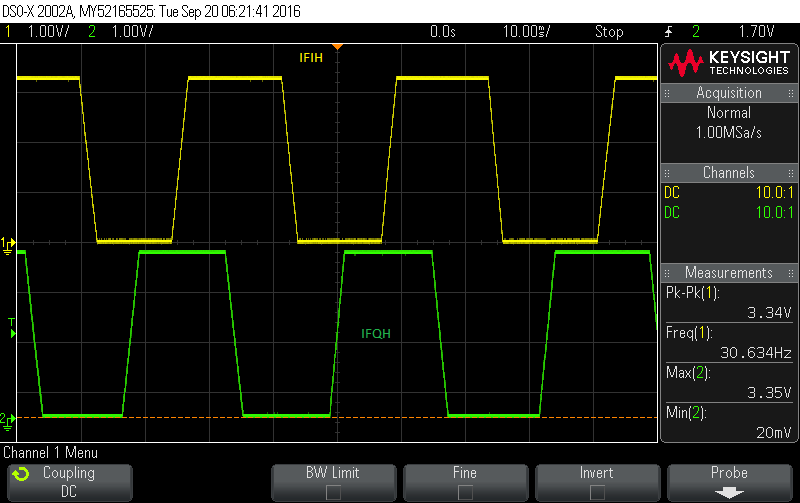 DSO-X 2002A, MY52165525: Tue Sep 20 06:21:41 2016
1 1.00V/ 2 1.00V/ 0.0s 10.00ms/ Stop 2 1.70V
IFIH
KEYSIGHT
TECHNOLOGIES
Acquisition
Normal
1.00MSa/s
Channels
DC 10.0:1
DC 10.0:1
1
Measurements
Pk-Pk(1):
3.34V
T
IFQH
Freq(1):
30.634Hz
Max(2):
3.35V
Min(2):
2
20mV
Channel 1 Menu
Coupling
DC
BW Limit
Fine
Invert
Probe